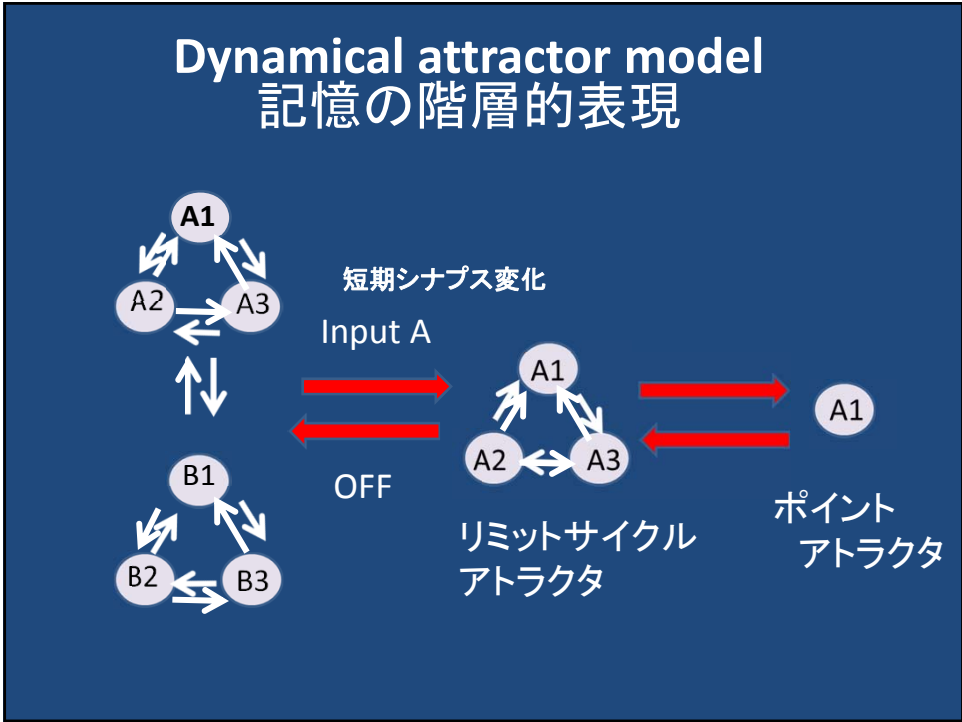 Dynamical attractor model
記憶の階層的表現
A1
A2
A3
短期シナプス変化
Input A
OFF
B1
B2
B3
A1
A2
A3
リミットサイクル
アトラクタ
A1
ポイント
アトラクタ